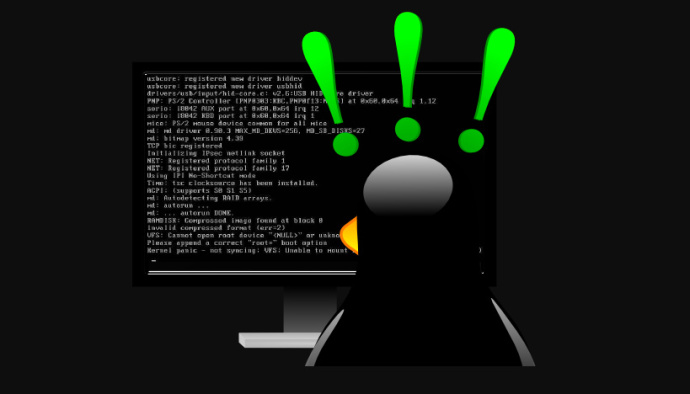 usbcore: registered new driver hiddev
usbcore: registered new driver usbhid
drivers/usb/input/hid-core.c: v2.6:USB HID core driver
PNP: PS/2 Controller [PNP0303:KBC,PNP0F13: at 0x60,0x64 irq 1,12
serio: i8042 AUX port at 0x60,0x64 irq 12
serio: i8042 KBD port at 0x60,0x64 irq 1
mice: PS/2 mouse device common for all mice
md: md driver 0.90.3 MAX_MD_DEVS=256, MD_SB_DISKS=27
md: bitmap version 4.39
TCP bic registered
Initializing IPsec netlink socket
NET: Registered protocol family 1
NET: Registered protocol family 17
Using IPI No-Shortcut mode
Time: tsc clocksource has been installed.
ACPI: (supports S0 S1 S5)
md: Autodetecting RAID arrays.
md: autorun ...
md: ... autorun DONE.
RAMDISK: Compressed image found at block 0
invalid compressed format (err=2)
VFS: Cannot open root device "<NULL>" or
Please append a correct "root=" boot option
Kernel panic - not syncing: VFS: Unable to mount )